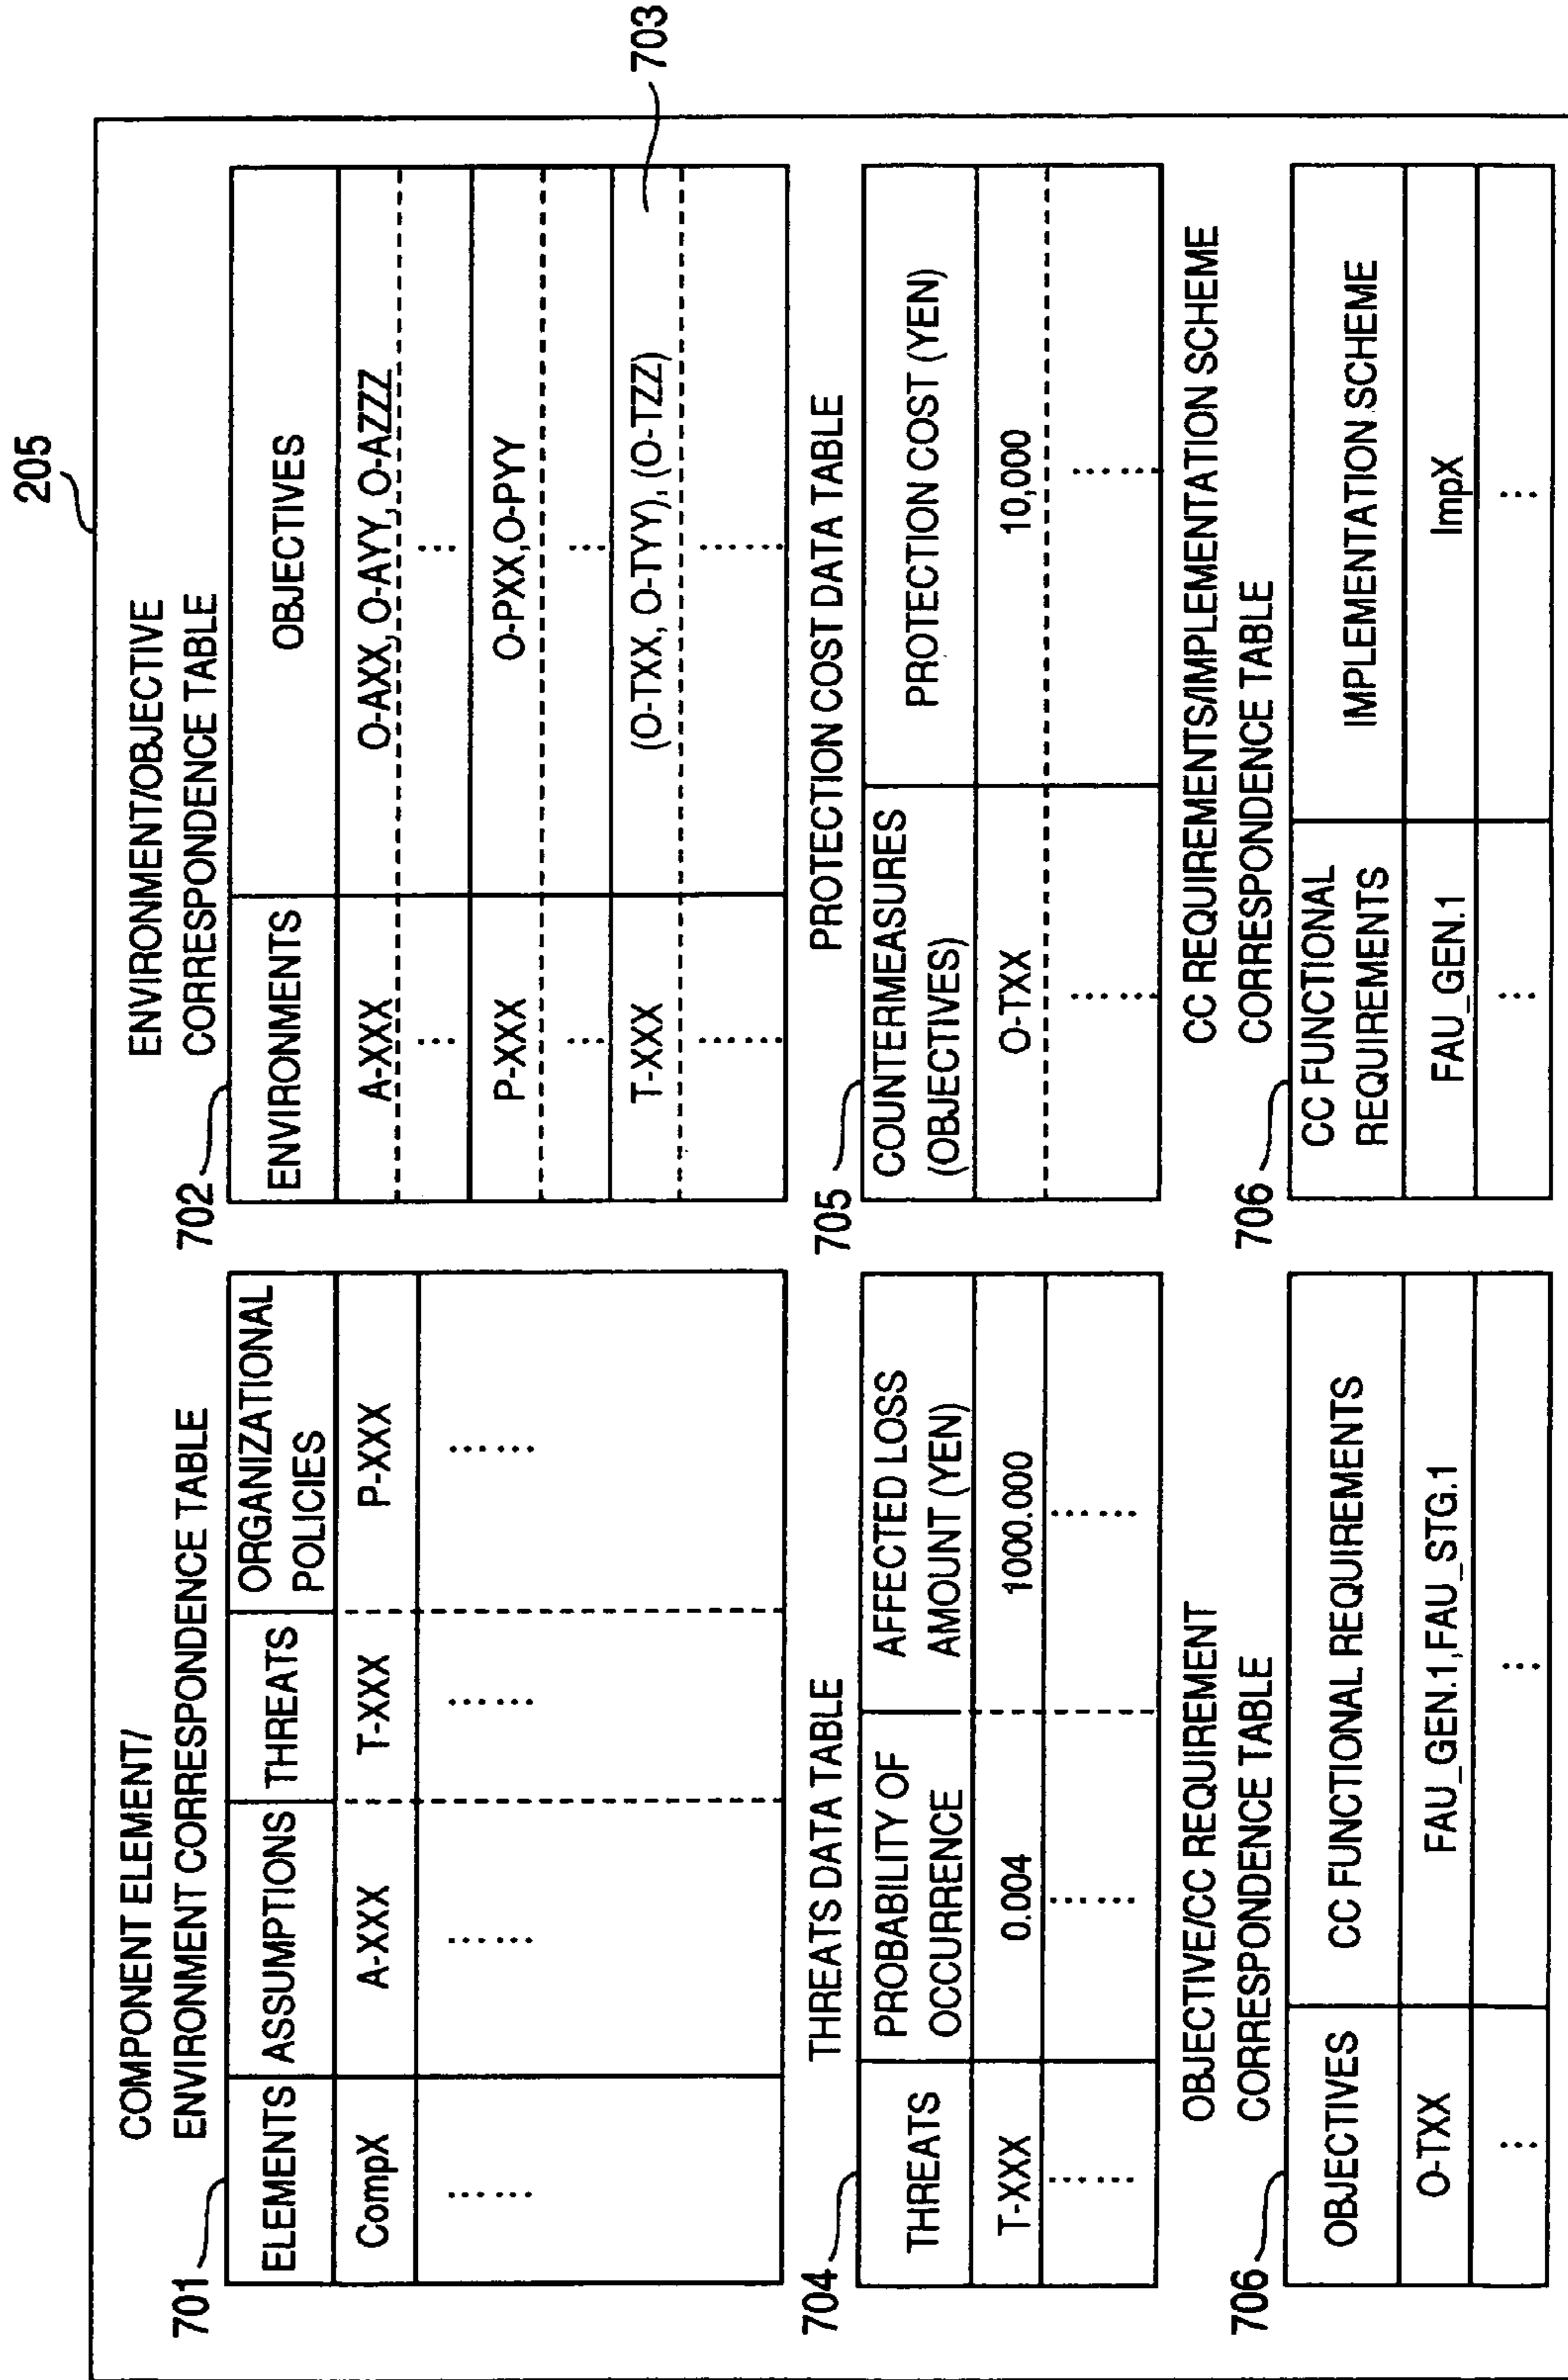 205
COMPONENT ELEMENT/
ENVIRONMENT CORRESPONDENCE TABLE
701
ELEMENTS ASSUMPTIONS THREATS ORGANIZATIONAL POLICIES
CompX A-XXX T-XXX P-XXX
...... ...... ...... ......
ENVIRONMENT/OBJECTIVE
CORRESPONDENCE TABLE
702
ENVIRONMENTS OBJECTIVES
A-XXX O-AXX, O-AYY, O-AZZZ
... ...
P-XXX O-PXX,O-PYY
... ...
T-XXX (O-TXX, O-TYY), (O-TZZ)
...... ......
703
THREATS DATA TABLE
704
THREATS PROBABILITY OF OCCURRENCE AFFECTED LOSS AMOUNT (YEN)
T-XXX 0.004 1000.000
...... ...... ......
PROTECTION COST DATA TABLE
705
COUNTERMEASURES (OBJECTIVES) PROTECTION COST (YEN)
O-TXX 10,000
...... ......
OBJECTIVE/CC REQUIREMENT
CORRESPONDENCE TABLE
706
OBJECTIVES CC FUNCTIONAL REQUIREMENTS
O-TXX FAU_GEN.1,FAU_STG.1
... ...
CC REQUIREMENTS/IMPLEMENTATION SCHEME
CORRESPONDENCE TABLE
706
CC FUNCTIONAL REQUIREMENTS IMPLEMENTATION SCHEME
FAU_GEN.1 ImpX
... ...